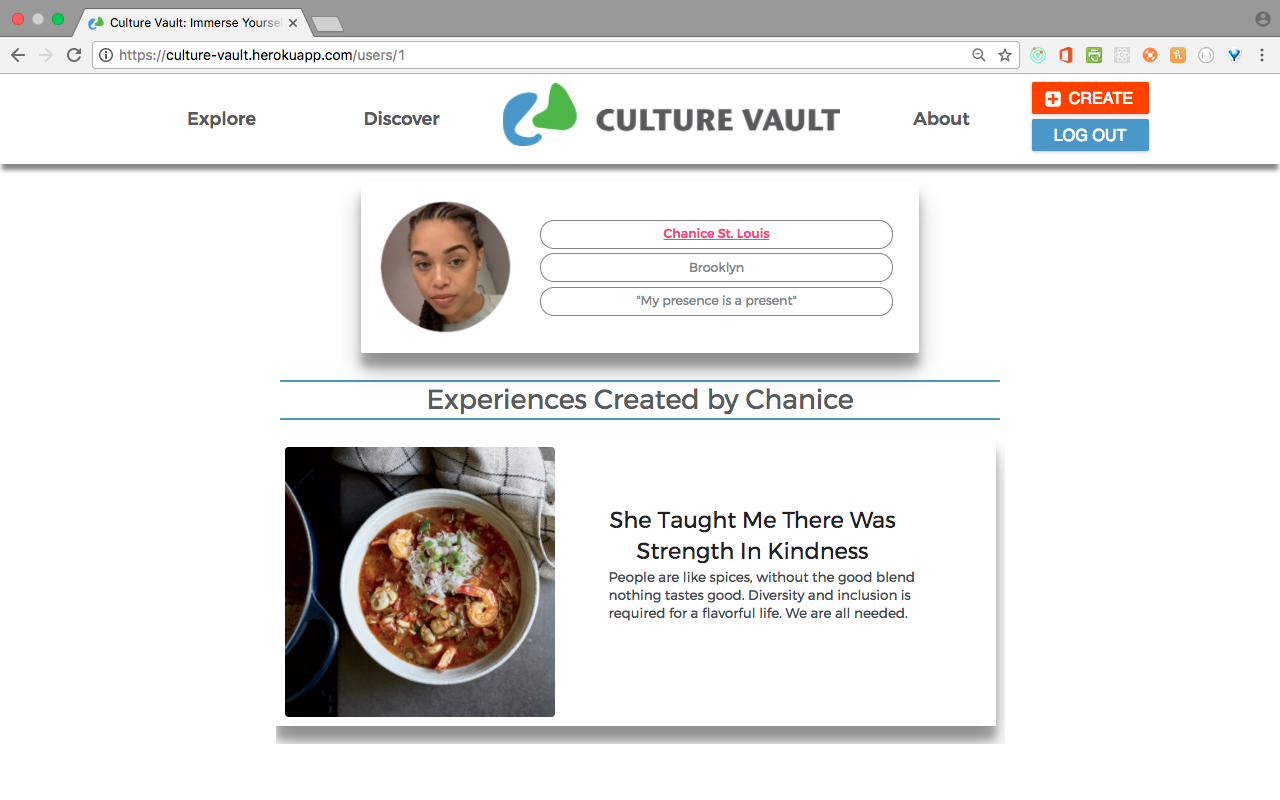 Culture Vault: Immerse Yoursel
https://culture-vault.herokuapp.com/users/1
Explore
Discover
CULTURE VAULT
About
CREATE
LOG OUT
Chanice St. Louis
Brooklyn
"My presence is a present"
Experiences Created by Chanice
She Taught Me There Was
Strength In Kindness
People are like spices, without the good blend
nothing tastes good. Diversity and inclusion is
required for a flavorful life. We are all needed.